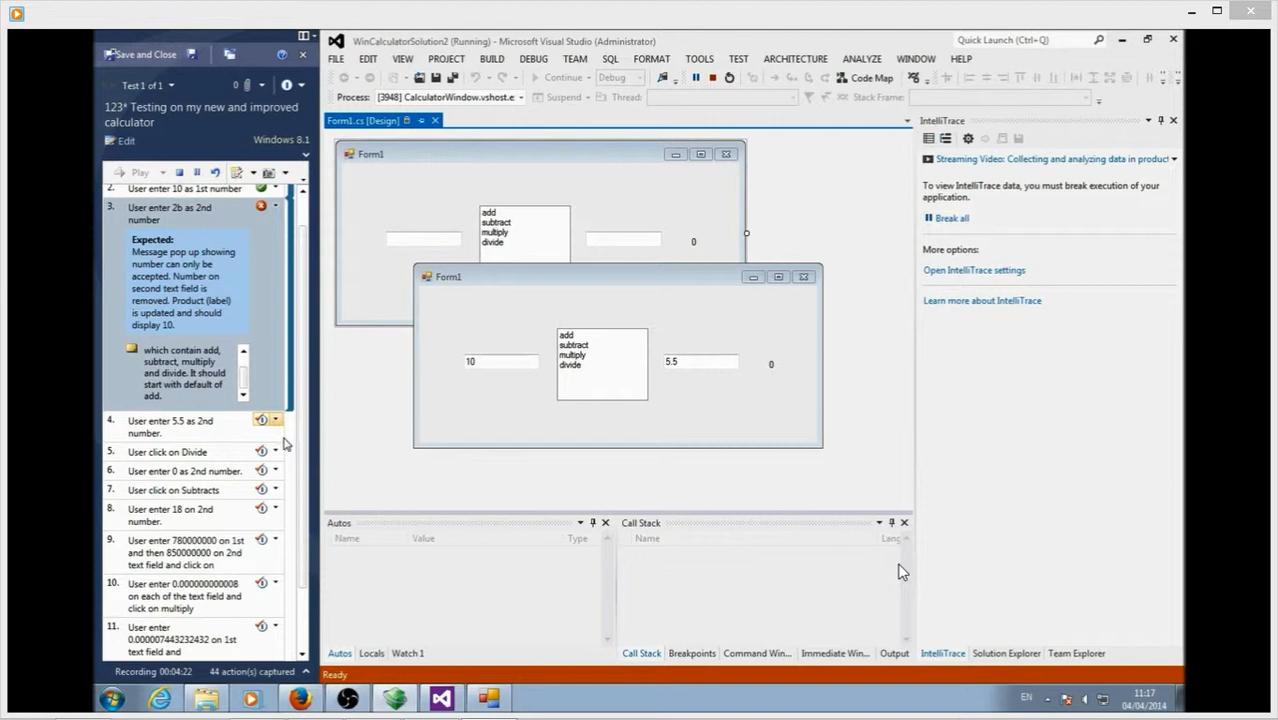 Save and Close
Test 1 of 1
0
123* Testing on my new and improved
calculator
Edit
Windows 8.1
Play
2. User enter 10 as 1st number
3. User enter 2b as 2nd
number
Expected:
Message pop up showing
number can only be
accepted. Number on
second text field is
removed. Product (label)
is updated and should
display 10.
which contain add,
subtract, multiply
and divide. It should
start with default of
add.
4. User enter 5.5 as 2nd
number.
5. User click on Divide
6. User enter 0 as 2nd number.
7. User click on Subtracts
8. User enter 18 on 2nd
number.
9. User enter 780000000 on 1st
and then 850000000 on 2nd
text field and click on
10. User enter 0.000000000008
on each of the text field and
click on multiply
11. User enter
0.000007443232432 on 1st
text field and
Recording 00:04:22 44 action(s) captured
WinCalculatorSolution2 (Running) - Microsoft Visual Studio (Administrator)
Quick Launch (Ctrl+Q)
FILE EDIT VIEW PROJECT BUILD DEBUG TEAM SQL FORMAT TOOLS TEST ARCHITECTURE ANALYZE WINDOW HELP
Continue Debug Code Map
Process: [3948] CalculatorWindow.vshost.e Suspend Thread: Stack Frame:
Form1.cs [Design]
Form1
add
subtract
multiply
divide
0
Form1
add
subtract
multiply
divide
10
5.5
0
IntelliTrace
Streaming Video: Collecting and analyzing data in product
To view IntelliTrace data, you must break execution of your
application.
Break all
More options:
Open IntelliTrace settings
Learn more about IntelliTrace
Autos
Name Value Type
Call Stack
Name Lang
Autos Locals Watch 1
Call Stack Breakpoints Command Win... Immediate Win... Output
IntelliTrace Solution Explorer Team Explorer
Ready
EN
11:17
04/04/2014